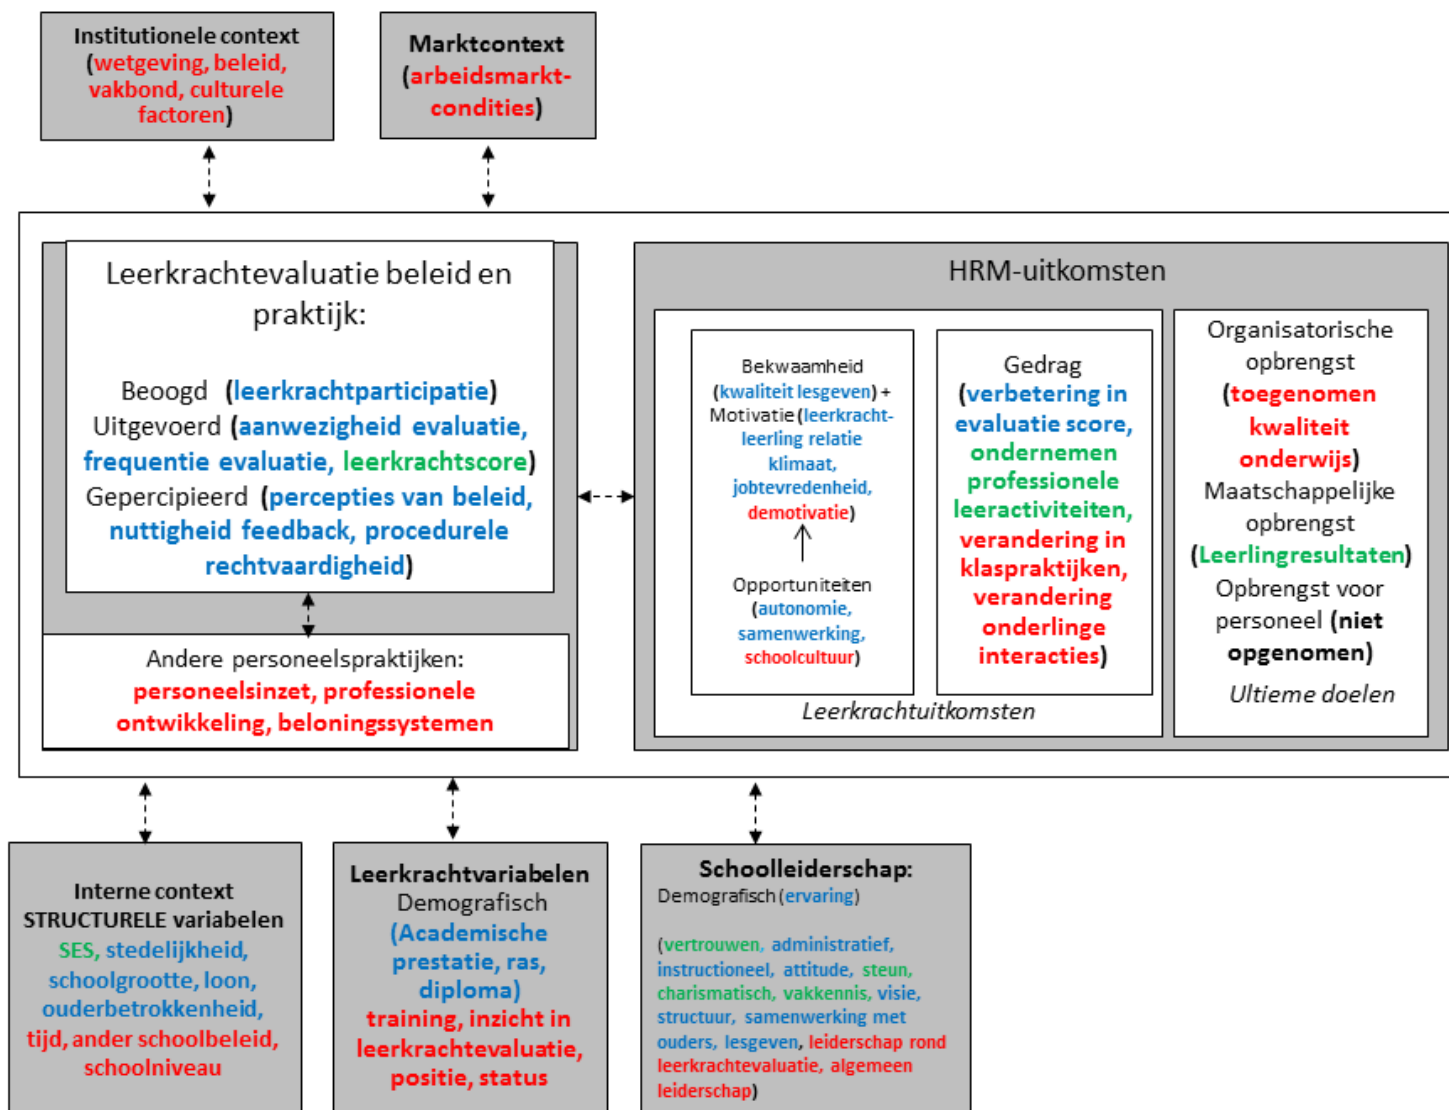 Institutionele context
(wetgeving, beleid,
vakbond, culturele
factoren)
Marktcontext
(arbeidsmarkt-
condities)
Leerkrachtevaluatie beleid en
praktijk:
Beoogd (leerkrachtparticipatie)
Uitgevoerd (aanwezigheid evaluatie,
frequentie evaluatie, leerkrachtscore)
Gepercipieerd (percepties van beleid,
nuttigheid feedback, procedurele
rechtvaardigheid)
Andere personeelspraktijken:
personeelsinzet, professionele
ontwikkeling, beloningssystemen
HRM-uitkomsten
Bekwaamheid
(kwaliteit lesgeven) +
Motivatie (leerkracht-
leerling relatie
klimaat,
jobtevredenheid,
demotivatie)
Opportuniteiten
(autonomie,
samenwerking,
schoolcultuur)
Gedrag
(verbetering in
evaluatie score,
ondernemen
professionele
leeractiviteiten,
verandering in
klaspraktijken,
verandering
onderlinge
interacties)
Leerkrachtuitkomsten
Organisatorische
opbrengst
(toegenomen
kwaliteit
onderwijs)
Maatschappelijke
opbrengst
(Leerlingresultaten)
Opbrengst voor
personeel (niet
opgenomen)
Ultieme doelen
Interne context
STRUCTURELE variabelen
SES, stedelijkheid,
schoolgrootte, loon,
ouderbetrokkenheid,
tijd, ander schoolbeleid,
schoolniveau
Leerkrachtvariabelen
Demografisch
(Academische
prestatie, ras,
diploma)
training, inzicht in
leerkrachtevaluatie,
positie, status
Schoolleiderschap:
Demografisch (ervaring)
(vertrouwen, administratief,
instructioneel, attitude, steun,
charismatisch, vakkennis, visie,
structuur, samenwerking met
ouders, lesgeven, leiderschap rond
leerkrachtevaluatie, algemeen
leiderschap)